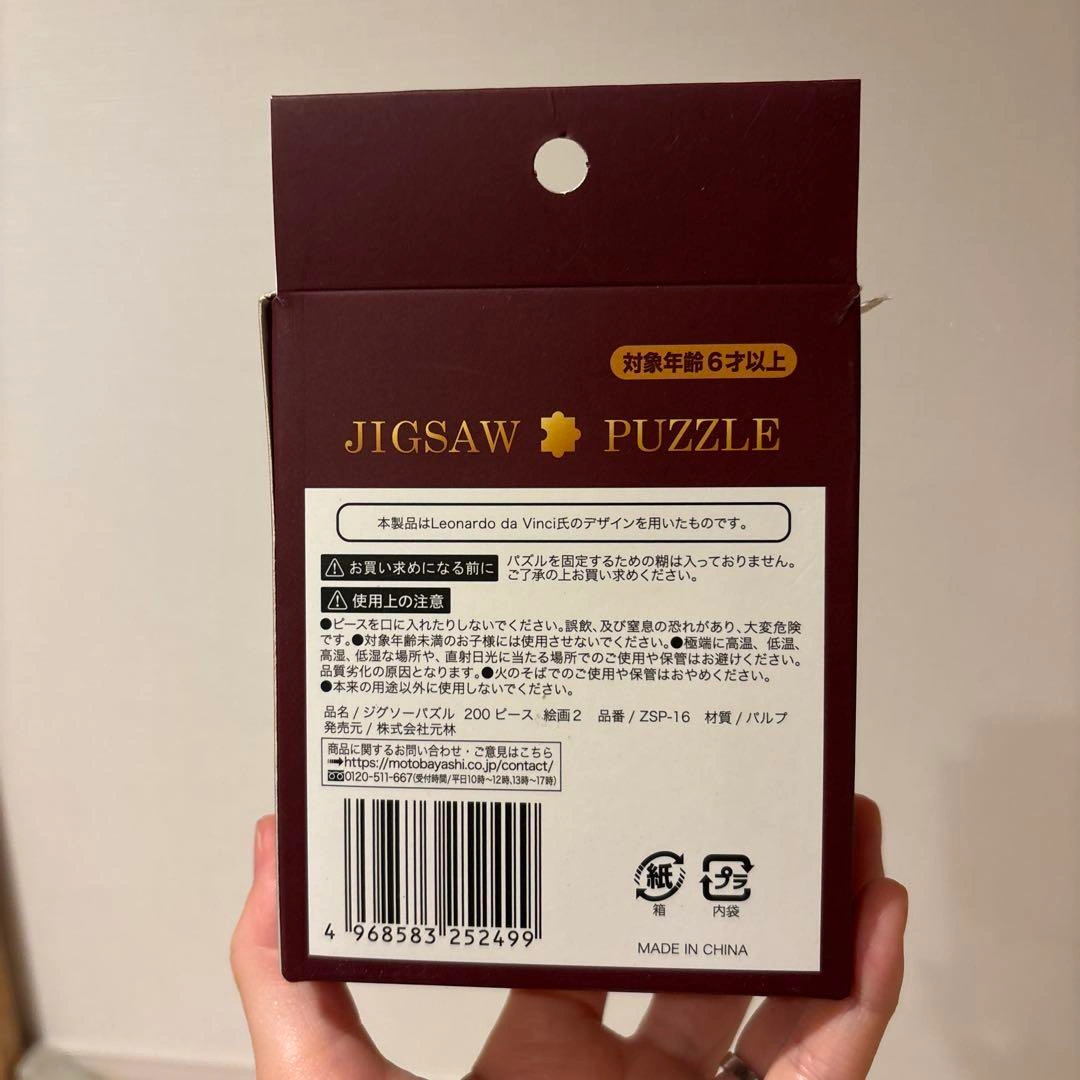 対象年齢6才以上
JIGSAW PUZZLE
本製品はLeonardo da Vinci氏のデザインを用いたものです。
お買い求めになる前に パズルを固定するための糊は入っておりません。
ご了承の上お買い求めください。
使用上の注意
●ピースを口に入れたりしないでください。誤飲、及び窒息の恐れがあり、大変危険
です。●対象年齢未満のお子様には使用させないでください。●極端に高温、低温、
高湿、低湿な場所や、直射日光に当たる場所でのご使用や保管はお避けください。
品質劣化の原因となります。●火のそばでのご使用や保管はおやめください。
●本来の用途以外に使用しないでください。
品名/ジグソーパズル 200ピース 絵画2 品番/ZSP-16 材質/パルプ
発売元/株式会社元林
商品に関するお問い合わせ・ご意見はこちら
➡https://motobayashi.co.jp/contact/
0120-511-667(受付時間/平日10時〜12時,13時〜17時)
4 968583 252499
紙 プラ
箱 内袋
MADE IN CHINA